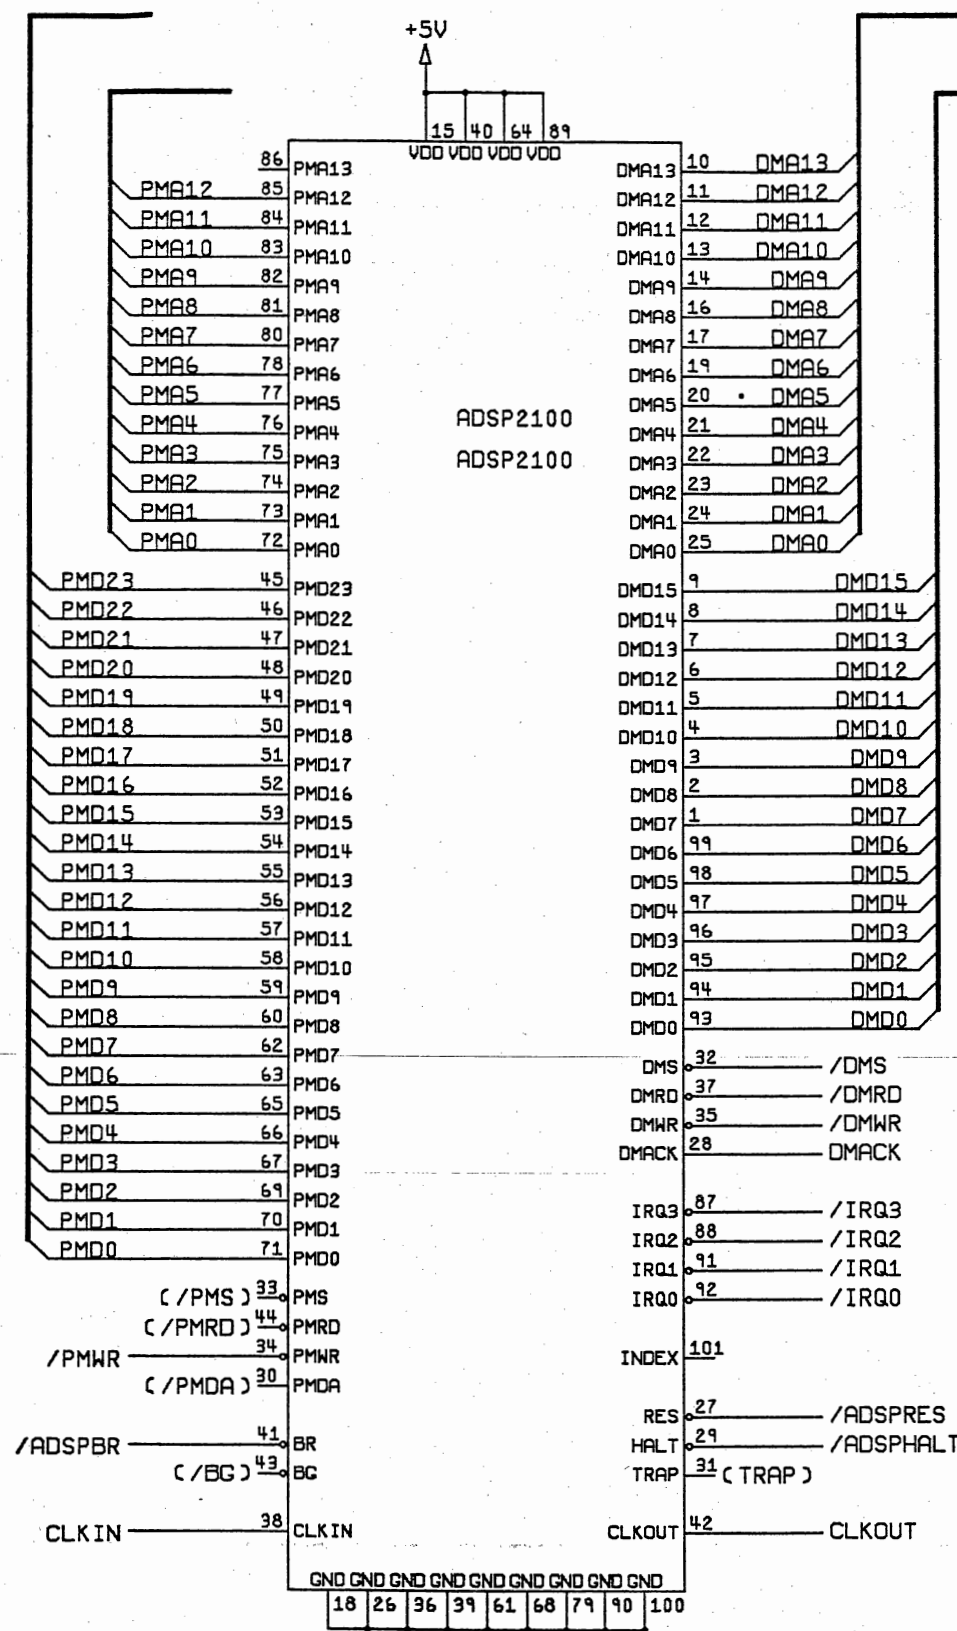 +5V
15 40 64 89
VDD VDD VDD VDD
86 PMA13 DMA13 10 DMA13
PMA12 85 PMA12 DMA12 11 DMA12
PMA11 84 PMA11 DMA11 12 DMA11
PMA10 83 PMA10 DMA10 13 DMA10
PMA9 82 PMA9 DMA9 14 DMA9
PMA8 81 PMA8 DMA8 16 DMA8
PMA7 80 PMA7 DMA7 17 DMA7
PMA6 78 PMA6 DMA6 19 DMA6
PMA5 77 PMA5 DMA5 20 DMA5
ADSP2100
PMA4 76 PMA4 DMA4 21 DMA4
PMA3 75 PMA3 ADSP2100 DMA3 22 DMA3
PMA2 74 PMA2 DMA2 23 DMA2
PMA1 73 PMA1 DMA1 24 DMA1
PMA0 72 PMA0 DMA0 25 DMA0
PMD23 45 PMD23 DMD15 9 DMD15
PMD22 46 PMD22 DMD14 8 DMD14
PMD21 47 PMD21 DMD13 7 DMD13
PMD20 48 PMD20 DMD12 6 DMD12
PMD19 49 PMD19 DMD11 5 DMD11
PMD18 50 PMD18 DMD10 4 DMD10
PMD17 51 PMD17 DMD9 3 DMD9
PMD16 52 PMD16 DMD8 2 DMD8
PMD15 53 PMD15 DMD7 1 DMD7
PMD14 54 PMD14 DMD6 99 DMD6
PMD13 55 PMD13 DMD5 98 DMD5
PMD12 56 PMD12 DMD4 97 DMD4
PMD11 57 PMD11 DMD3 96 DMD3
PMD10 58 PMD10 DMD2 95 DMD2
PMD9 59 PMD9 DMD1 94 DMD1
PMD8 60 PMD8 DMD0 93 DMD0
PMD7 62 PMD7 DMS 32 /DMS
PMD6 63 PMD6 DMRD 37 /DMRD
PMD5 65 PMD5 DMWR 35 /DMWR
PMD4 66 PMD4 DMACK 28 DMACK
PMD3 67 PMD3
PMD2 69 PMD2 IRQ3 87 /IRQ3
PMD1 70 PMD1 IRQ2 88 /IRQ2
PMD0 71 PMD0 IRQ1 91 /IRQ1
(/PMS) 33 PMS IRQ0 92 /IRQ0
(/PMRD) 44 PMRD
/PMWR 34 PMWR INDEX 101
(/PMDA) 30 PMDA
RES 27 /ADSPRES
/ADSPBR 41 BR HALT 29 /ADSPHALT
(/BG) 43 BG TRAP 31 (TRAP)
CLKIN 38 CLKIN CLKOUT 42 CLKOUT
GND GND GND GND GND GND GND GND GND
18 26 36 39 61 68 79 90 100